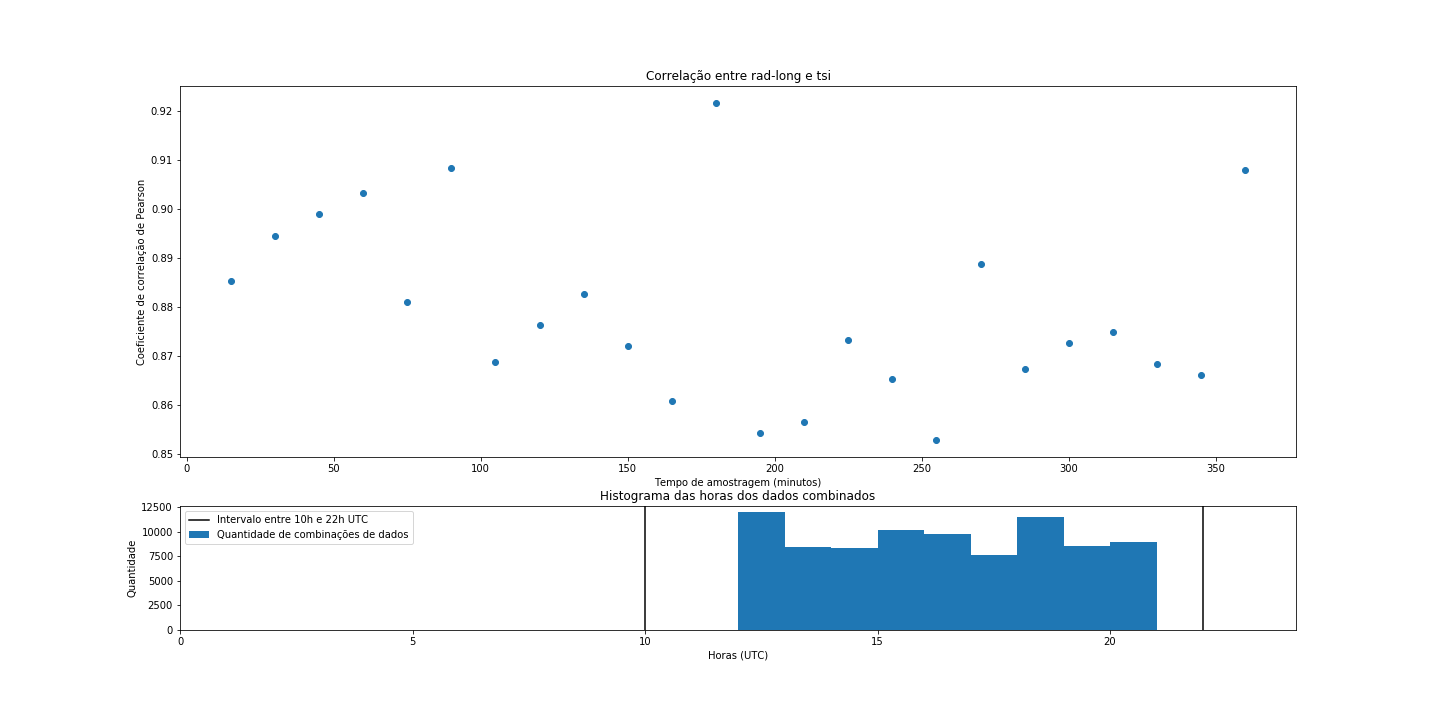 Correlação entre rad-long e tsi
0.92
0.91
0.90
0.89
0.88
0.87
0.86
0.85
Coeficiente de correlação de Pearson
0 50 100 150 200 250 300 350
Tempo de amostragem (minutos)
Histograma das horas dos dados combinados
12500
10000
7500
5000
2500
0
Quantidade
Intervalo entre 10h e 22h UTC
Quantidade de combinações de dados
0 5 10 15 20
Horas (UTC)